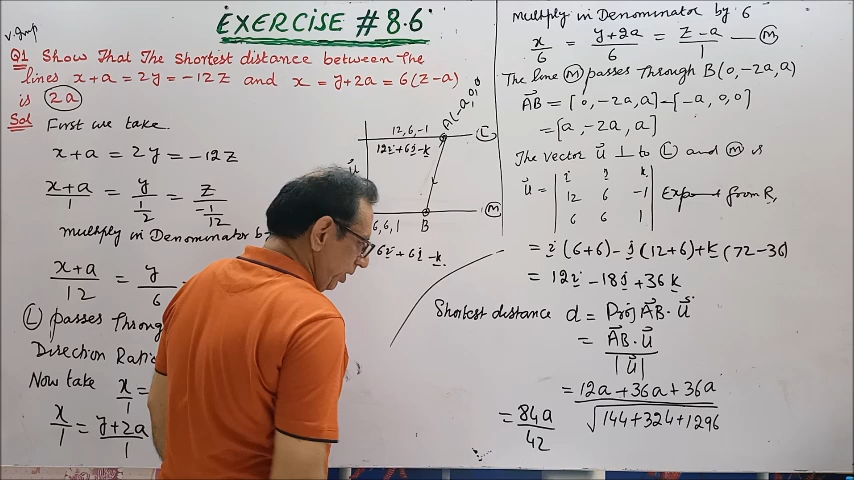 EXERCISE # 8.6
V. Imp
Q1 Show That The Shortest distance between The
lines x+a = 2y = -12z and x = y+2a = 6(z-a)
is 2a
Sol First we take.
x+a = 2y = -12z
x+a/1 = y/(1/2) = z/(-1/12)
multiply in Denominator b
x+a/12 = y/6
(L) passes Throug
Direction Ratio
Now take x/1 =
x/1 = y+2a/1
12, 6, -1
12i + 6j - k
A(-a,0,0)
(L)
u
(M)
6, 6, 1
B
6i + 6j - k
multiply in Denominator by 6
x/6 = y+2a/6 = z-a/1 — (M)
The line (M) passes Through B(0, -2a, a)
AB = [0, -2a, a] - [-a, 0, 0]
= [a, -2a, a]
The vector u ⊥ to (L) and (M) is
u = | i j k |
| 12 6 -1 | Expand from R1
| 6 6 1 |
= i(6+6) - j(12+6) + k(72-36)
= 12i - 18j + 36k
Shortest distance d = Proj AB · u
= AB · u / |u|
= 12a + 36a + 36a / √144+324+1296
= 84a/42